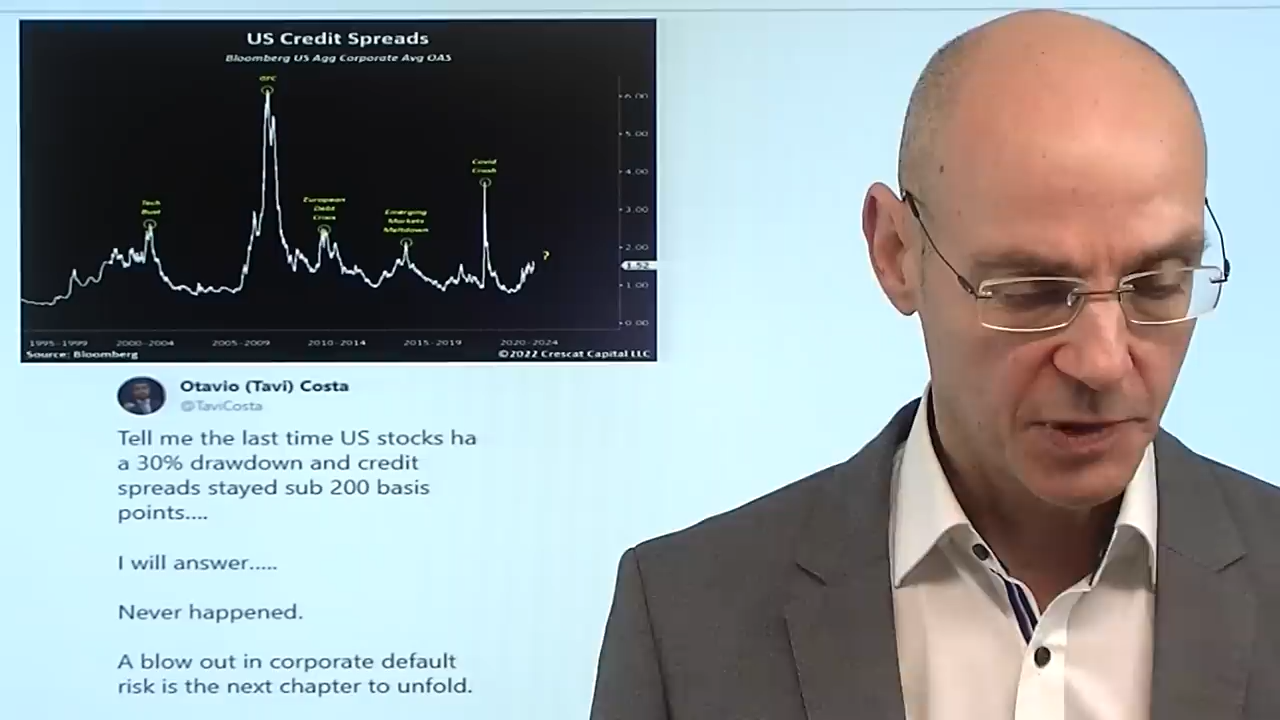 US Credit Spreads
Bloomberg US Agg Corporate Avg OAS
GFC
6.00
5.00
Covid
Crash
4.00
Tech
Bust
European
Debt
Crisis
3.00
Emerging
Markets
Meltdown
2.00
?
1.52
1.00
0.00
1995-1999 2000-2004 2005-2009 2010-2014 2015-2019 2020-2024
Source: Bloomberg ©2022 Crescat Capital LLC
Otavio (Tavi) Costa
@TaviCosta
Tell me the last time US stocks ha
a 30% drawdown and credit
spreads stayed sub 200 basis
points....
I will answer.....
Never happened.
A blow out in corporate default
risk is the next chapter to unfold.